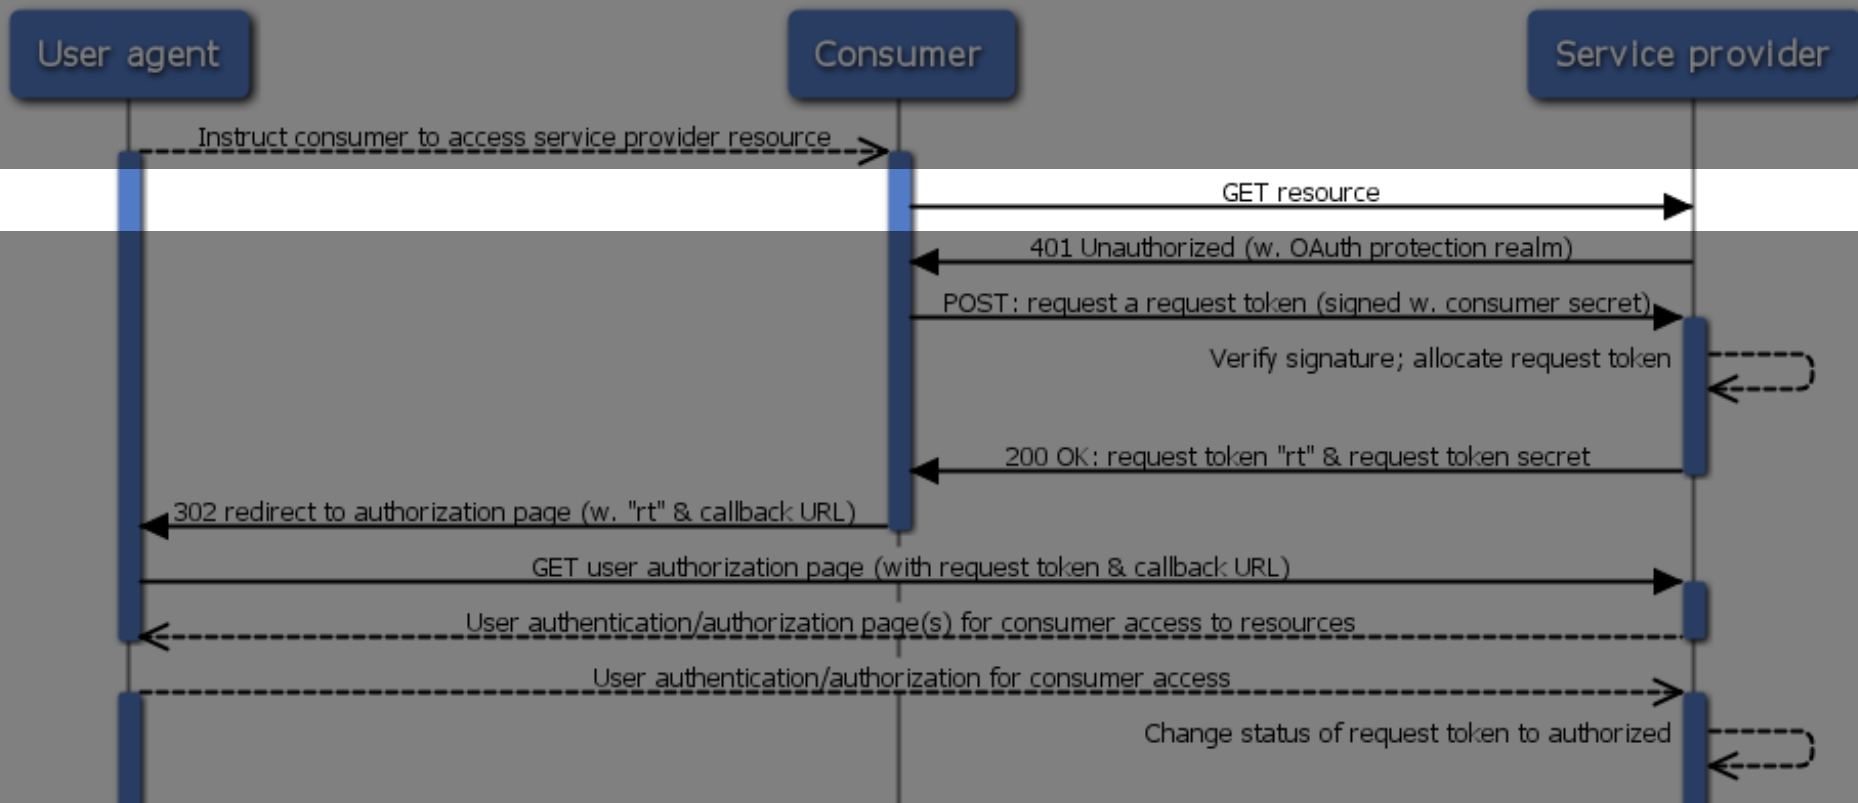 User agent
Consumer
Service provider
Instruct consumer to access service provider resource
GET resource
401 Unauthorized (w. OAuth protection realm)
POST: request a request token (signed w. consumer secret)
Verify signature; allocate request token
200 OK: request token "rt" & request token secret
302 redirect to authorization page (w. "rt" & callback URL)
GET user authorization page (with request token & callback URL)
User authentication/authorization page(s) for consumer access to resources
User authentication/authorization for consumer access
Change status of request token to authorized